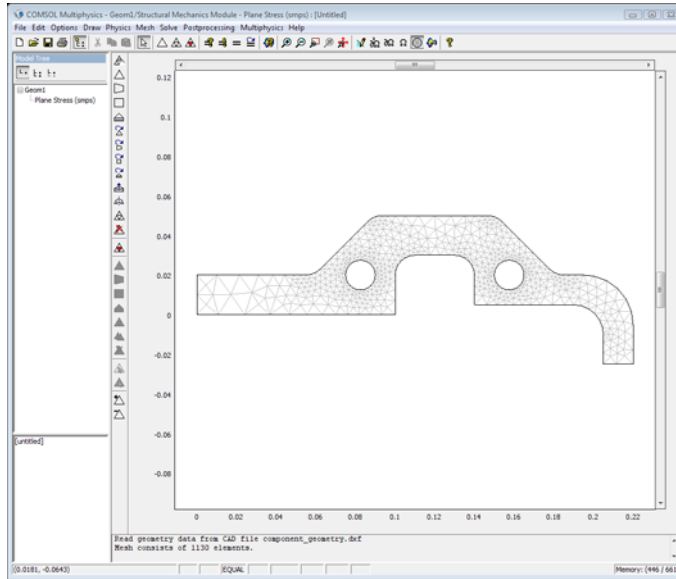 COMSOL Multiphysics - Geom1/Structural Mechanics Module - Plane Stress (smps) : [Untitled]
File Edit Options Draw Physics Mesh Solve Postprocessing Multiphysics Help
Model Tree
Geom1
Plane Stress (smps)
[untitled]
0.12
0.1
0.08
0.06
0.04
0.02
0
-0.02
-0.04
-0.06
-0.08
0 0.02 0.04 0.06 0.08 0.1 0.12 0.14 0.16 0.18 0.2 0.22
Read geometry data from CAD file component_geometry.dxf
Mesh consists of 1130 elements.
(0.0181, -0.0643) EQUAL Memory: (446 / 661